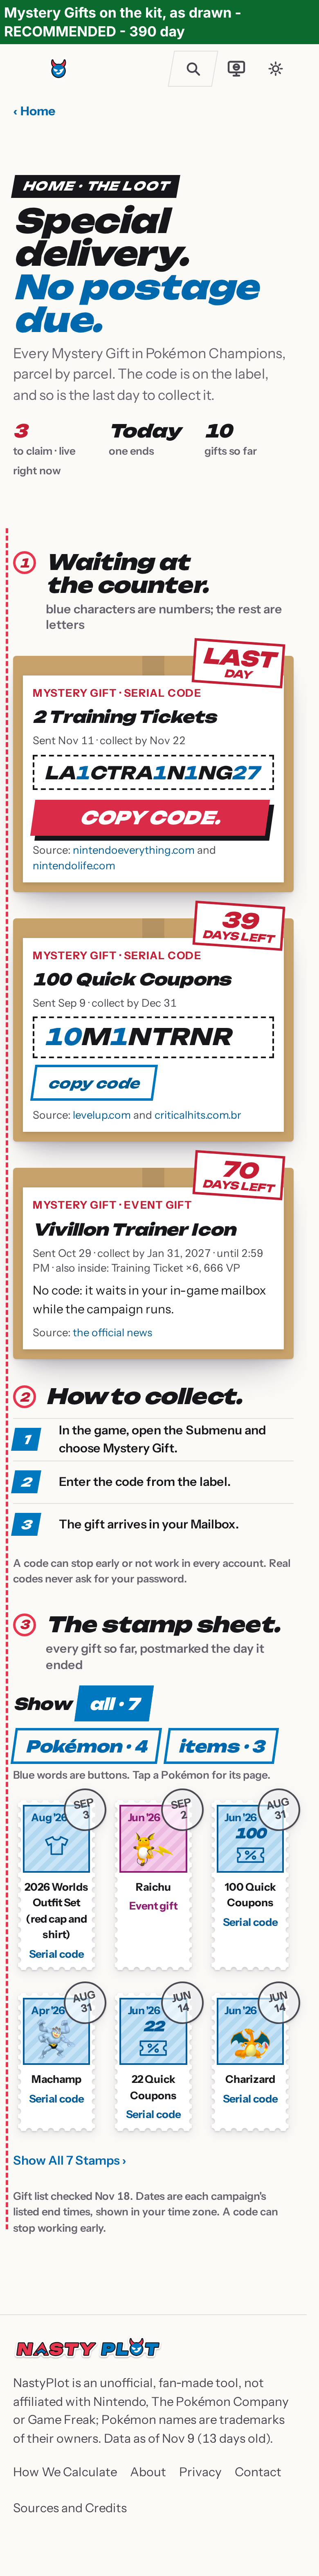 Mystery Gifts on the kit, as drawn -
RECOMMENDED - 390 day
‹ Home
HOME · THE LOOT
Special
delivery.
No postage
due.
Every Mystery Gift in Pokémon Champions,
parcel by parcel. The code is on the label,
and so is the last day to collect it.
3
to claim · live
right now
Today
one ends
10
gifts so far
1
Waiting at
the counter.
blue characters are numbers; the rest are
letters
LAST
DAY
MYSTERY GIFT · SERIAL CODE
2 Training Tickets
Sent Nov 11 · collect by Nov 22
LA1CTRA1N1NG27
COPY CODE.
Source: nintendoeverything.com and
nintendolife.com
39
DAYS LEFT
MYSTERY GIFT · SERIAL CODE
100 Quick Coupons
Sent Sep 9 · collect by Dec 31
10M1NTRNR
copy code
Source: levelup.com and criticalhits.com.br
70
DAYS LEFT
MYSTERY GIFT · EVENT GIFT
Vivillon Trainer Icon
Sent Oct 29 · collect by Jan 31, 2027 · until 2:59
PM · also inside: Training Ticket ×6, 666 VP
No code: it waits in your in-game mailbox
while the campaign runs.
Source: the official news
2
How to collect.
1
In the game, open the Submenu and
choose Mystery Gift.
2
Enter the code from the label.
3
The gift arrives in your Mailbox.
A code can stop early or not work in every account. Real
codes never ask for your password.
3
The stamp sheet.
every gift so far, postmarked the day it
ended
Show all · 7
Pokémon · 4 items · 3
Blue words are buttons. Tap a Pokémon for its page.
Aug '26
SEP
3
2026 Worlds
Outfit Set
(red cap and
shirt)
Serial code
Jun '26
SEP
2
Raichu
Event gift
Jun '26
AUG
31
100
100 Quick
Coupons
Serial code
Apr '26
AUG
31
Machamp
Serial code
Jun '26
JUN
14
22
22 Quick
Coupons
Serial code
Jun '26
JUN
14
Charizard
Serial code
Show All 7 Stamps ›
Gift list checked Nov 18. Dates are each campaign's
listed end times, shown in your time zone. A code can
stop working early.
NASTY PLOT
NastyPlot is an unofficial, fan-made tool, not
affiliated with Nintendo, The Pokémon Company
or Game Freak; Pokémon names are trademarks
of their owners. Data as of Nov 9 (13 days old).
How We Calculate About Privacy Contact
Sources and Credits